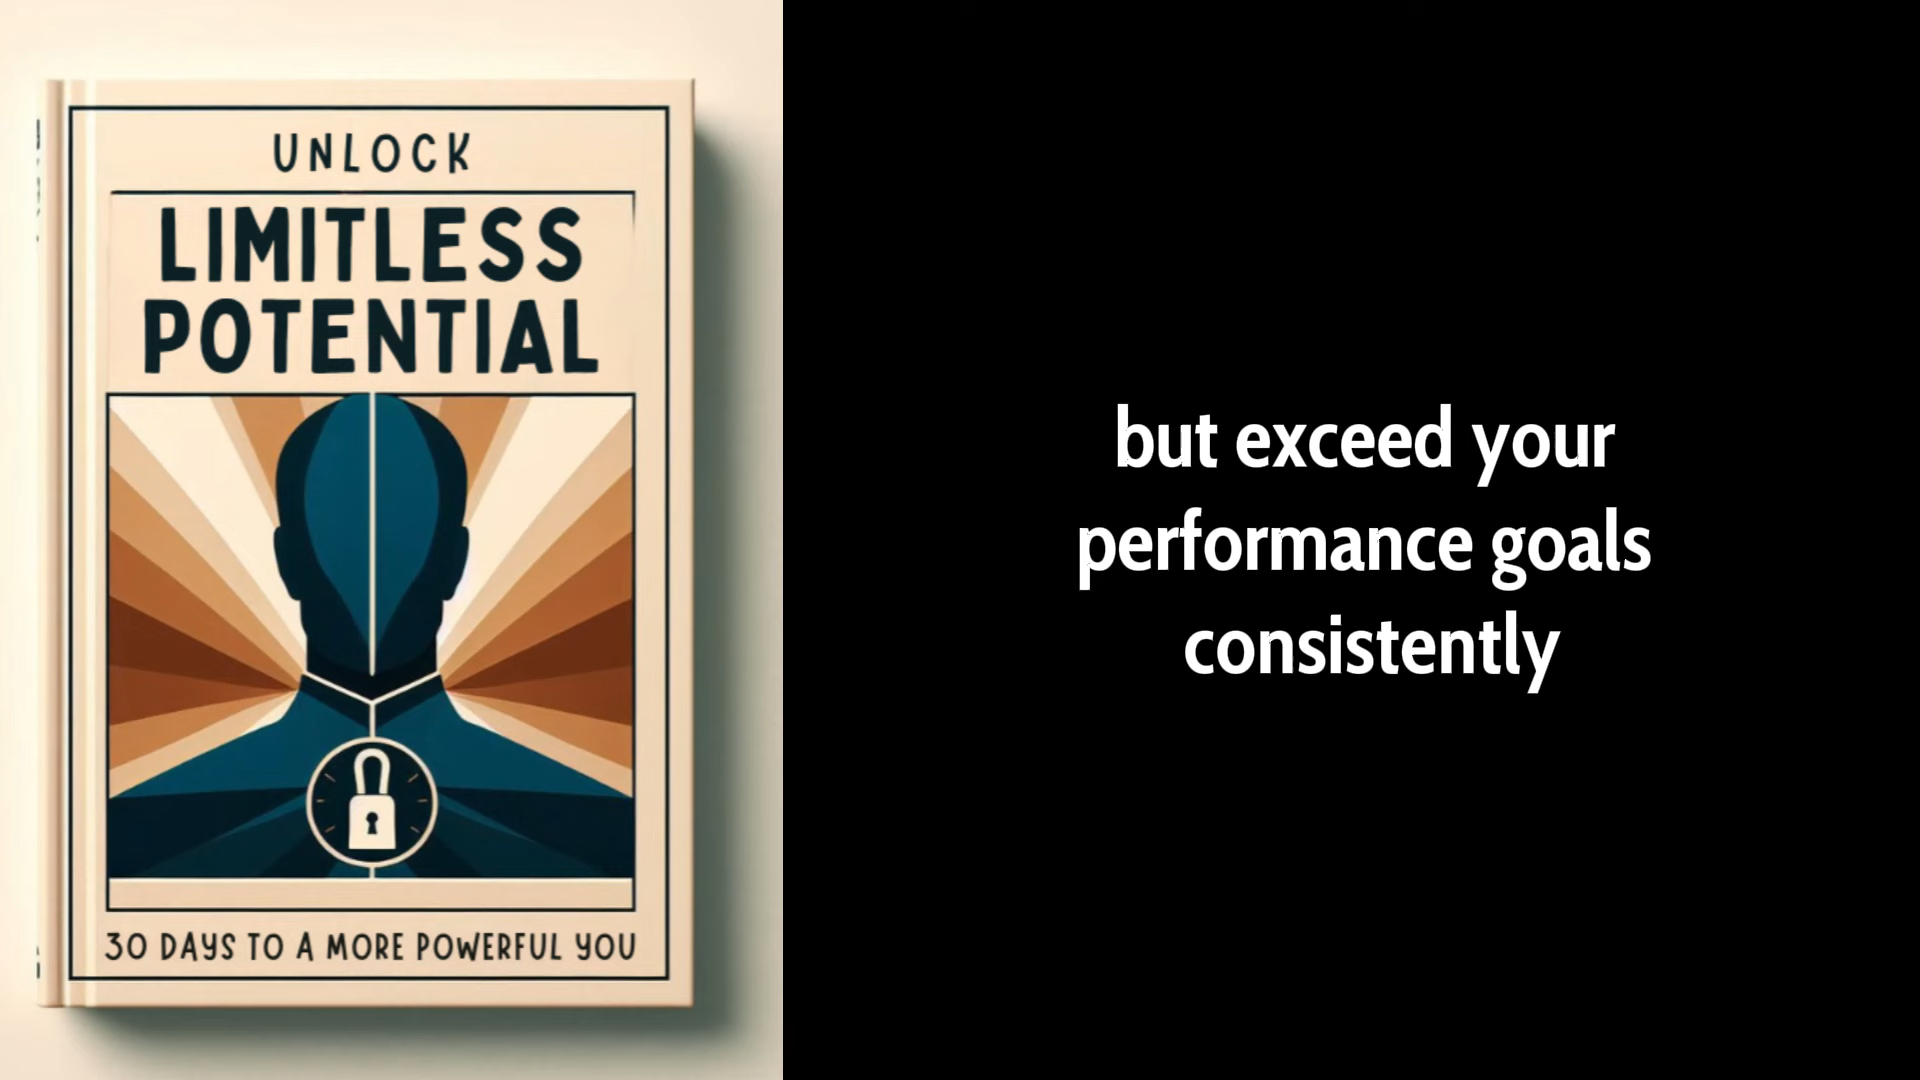 UNLOCK
LIMITLESS
POTENTIAL
30 DAYS TO A MORE POWERFUL YOU
but exceed your
performance goals
consistently